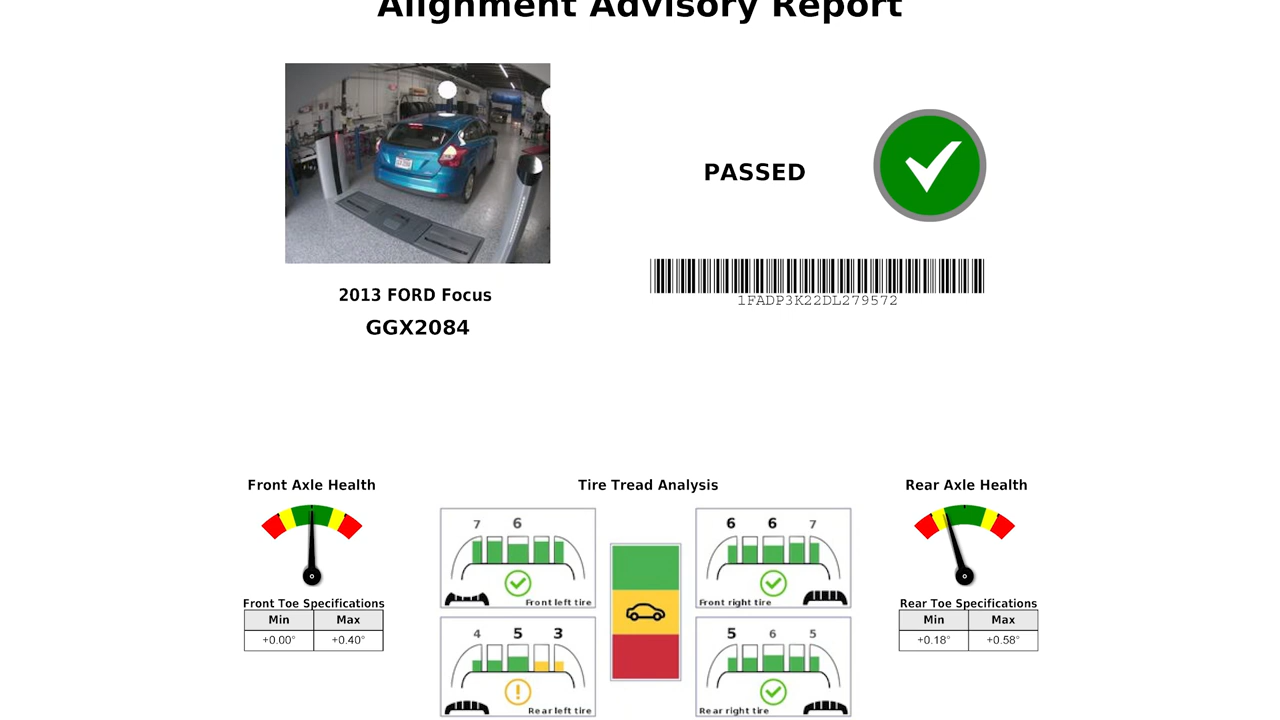 Alignment Advisory Report
PASSED
1FADP3K22DL279572
2013 FORD Focus
GGX2084
Front Axle Health
Tire Tread Analysis
Rear Axle Health
7 6
6 6 7
Front left tire
Front right tire
Front Toe Specifications
Min Max
+0.00° +0.40°
4 5 3
5 6 5
Rear left tire
Rear right tire
Rear Toe Specifications
Min Max
+0.18° +0.58°